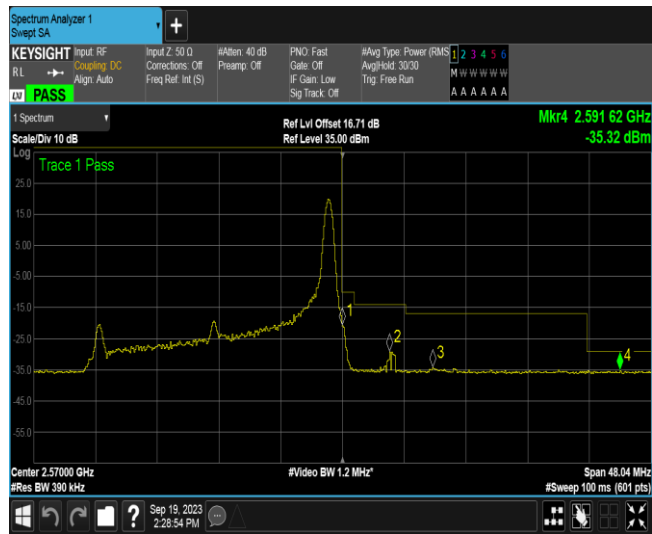 Spectrum Analyzer 1
Swept SA
+
KEYSIGHT Input: RF
RL Coupling: DC
Align: Auto
LXI PASS
Input Z: 50 Ω
Corrections: Off
Freq Ref: Int (S)
#Atten: 40 dB
Preamp: Off
PNO: Fast
Gate: Off
IF Gain: Low
Sig Track: Off
#Avg Type: Power (RMS
Avg|Hold: 30/30
Trig: Free Run
1 2 3 4 5 6
M W W W W W
A A A A A A
1 Spectrum
Scale/Div 10 dB
Ref Lvl Offset 16.71 dB
Ref Level 35.00 dBm
Mkr4 2.591 62 GHz
-35.32 dBm
Log
Trace 1 Pass
25.0
15.0
5.00
-5.00
-15.0
-25.0
-35.0
-45.0
-55.0
1
2
3
4
Center 2.57000 GHz
#Res BW 390 kHz
#Video BW 1.2 MHz*
Span 48.04 MHz
#Sweep 100 ms (601 pts)
?
Sep 19, 2023
2:28:54 PM